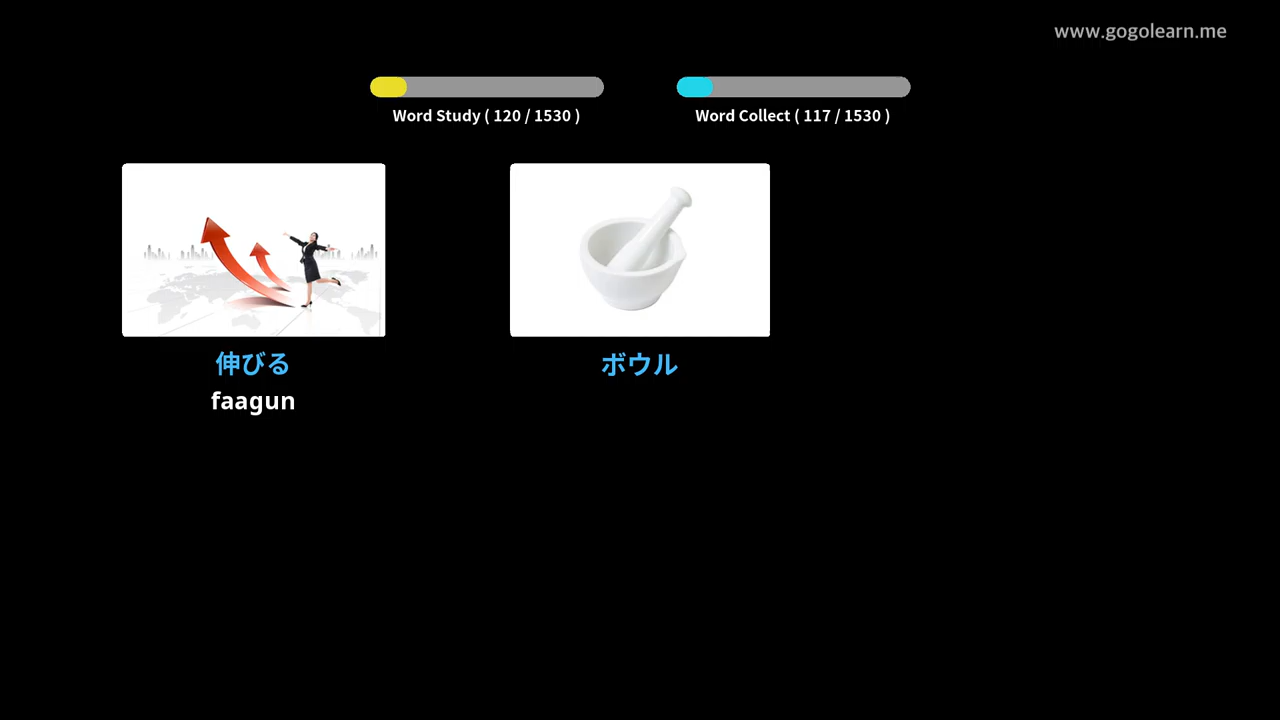 www.gogolearn.me
Word Study ( 120 / 1530 )
Word Collect ( 117 / 1530 )
伸びる
faagun
ボウル